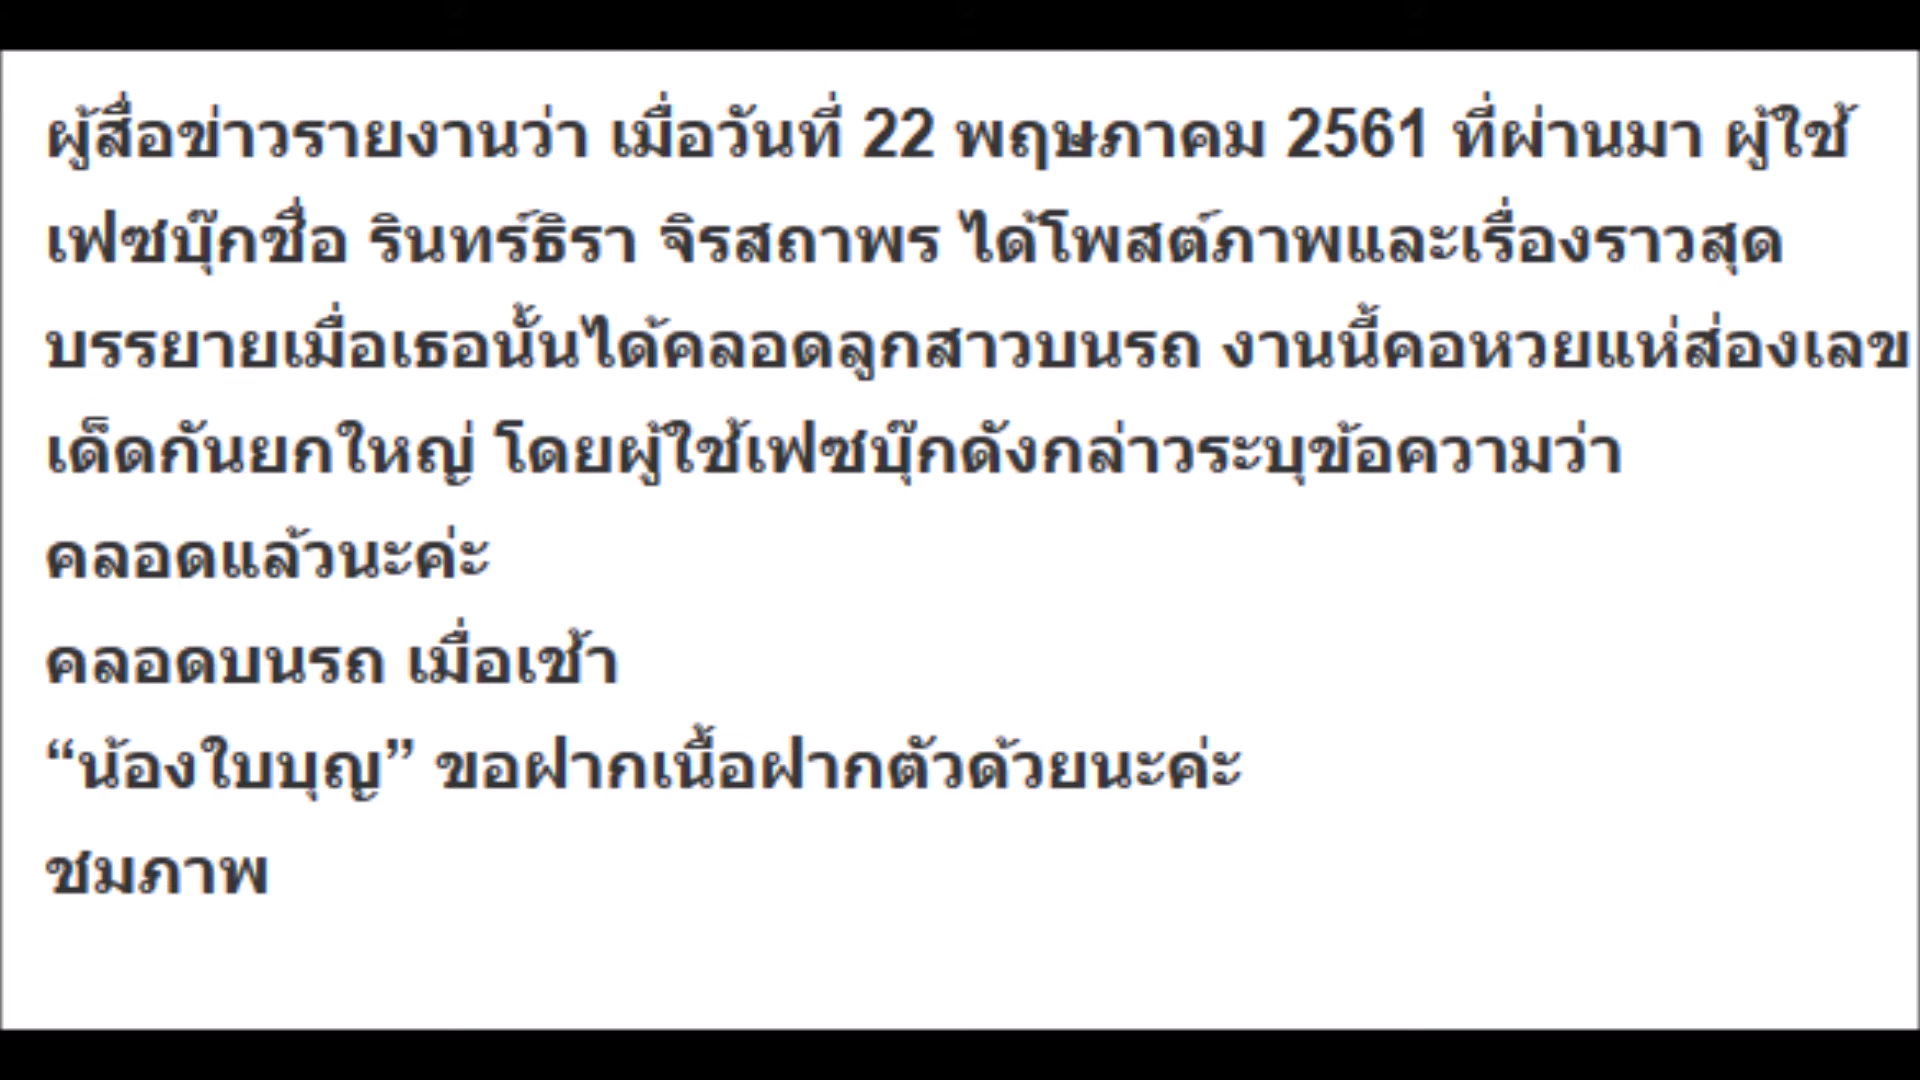 ผู้สื่อข่าวรายงานว่า เมื่อวันที่ 22 พฤษภาคม 2561 ที่ผ่านมา ผู้ใช้
เฟซบุ๊กชื่อ รินทร์ธิรา จิรสถาพร ได้โพสต์ภาพและเรื่องราวสุด
บรรยายเมื่อเธอนั้นได้คลอดลูกสาวบนรถ งานนี้คอหวยแห่ส่องเลข
เด็ดกันยกใหญ่ โดยผู้ใช้เฟซบุ๊กดังกล่าวระบุข้อความว่า
คลอดแล้วนะค่ะ
คลอดบนรถ เมื่อเช้า
“น้องใบบุญ” ขอฝากเนื้อฝากตัวด้วยนะค่ะ
ชมภาพ